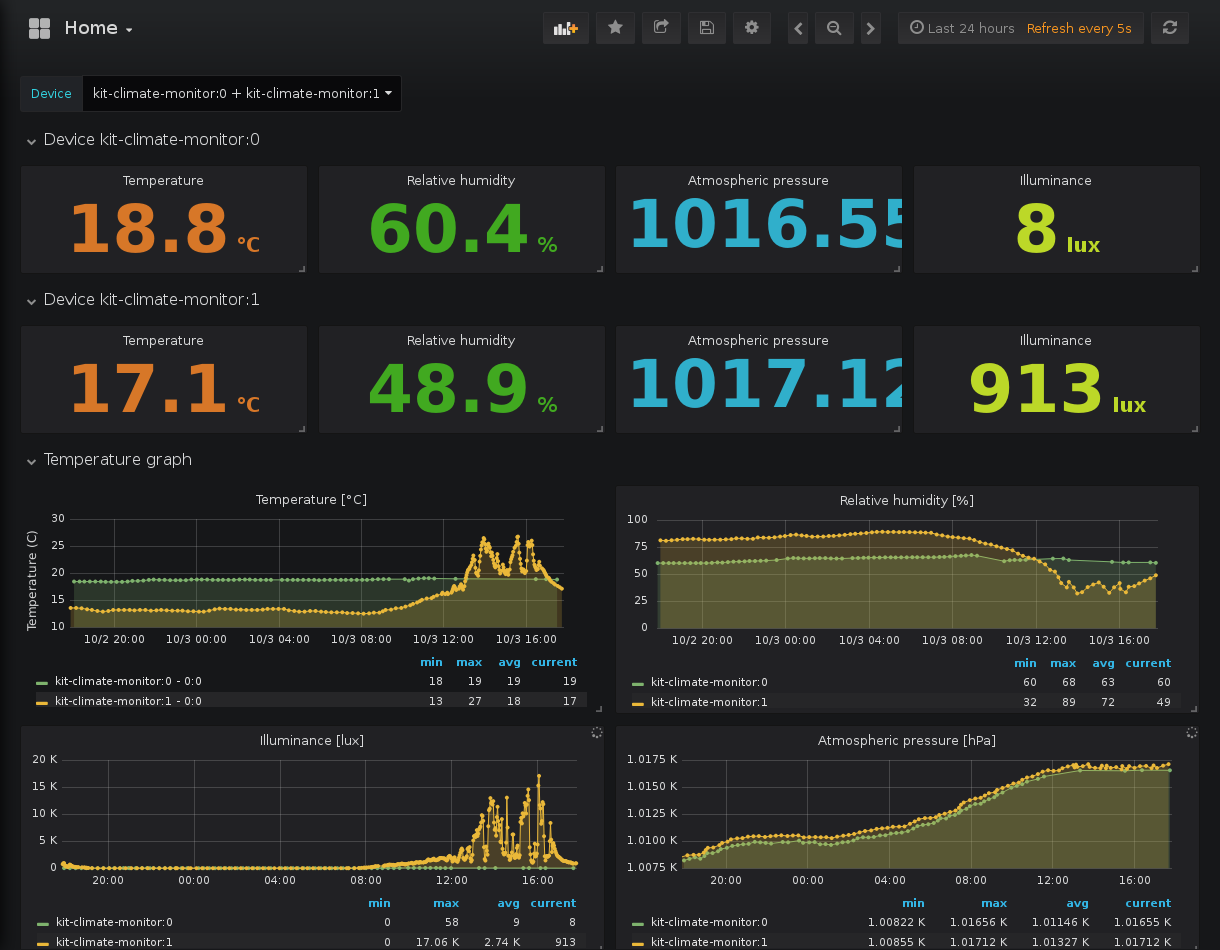 Home
Last 24 hours Refresh every 5s
Device kit-climate-monitor:0 + kit-climate-monitor:1
Device kit-climate-monitor:0
Temperature Relative humidity Atmospheric pressure Illuminance
18.8 °C 60.4 % 1016.55 8 lux
Device kit-climate-monitor:1
Temperature Relative humidity Atmospheric pressure Illuminance
17.1 °C 48.9 % 1017.12 913 lux
Temperature graph
Temperature [°C]
Temperature (C)
30
25
20
15
10
10/2 20:00 10/3 00:00 10/3 04:00 10/3 08:00 10/3 12:00 10/3 16:00
min max avg current
kit-climate-monitor:0 - 0:0 18 19 19 19
kit-climate-monitor:1 - 0:0 13 27 18 17
Relative humidity [%]
100
75
50
25
0
10/2 20:00 10/3 00:00 10/3 04:00 10/3 08:00 10/3 12:00 10/3 16:00
min max avg current
kit-climate-monitor:0 60 68 63 60
kit-climate-monitor:1 32 89 72 49
Illuminance [lux]
20 K
15 K
10 K
5 K
0
20:00 00:00 04:00 08:00 12:00 16:00
min max avg current
kit-climate-monitor:0 0 58 9 8
kit-climate-monitor:1 0 17.06 K 2.74 K 913
Atmospheric pressure [hPa]
1.0175 K
1.0150 K
1.0125 K
1.0100 K
1.0075 K
20:00 00:00 04:00 08:00 12:00 16:00
min max avg current
kit-climate-monitor:0 1.00822 K 1.01656 K 1.01146 K 1.01655 K
kit-climate-monitor:1 1.00855 K 1.01712 K 1.01327 K 1.01712 K